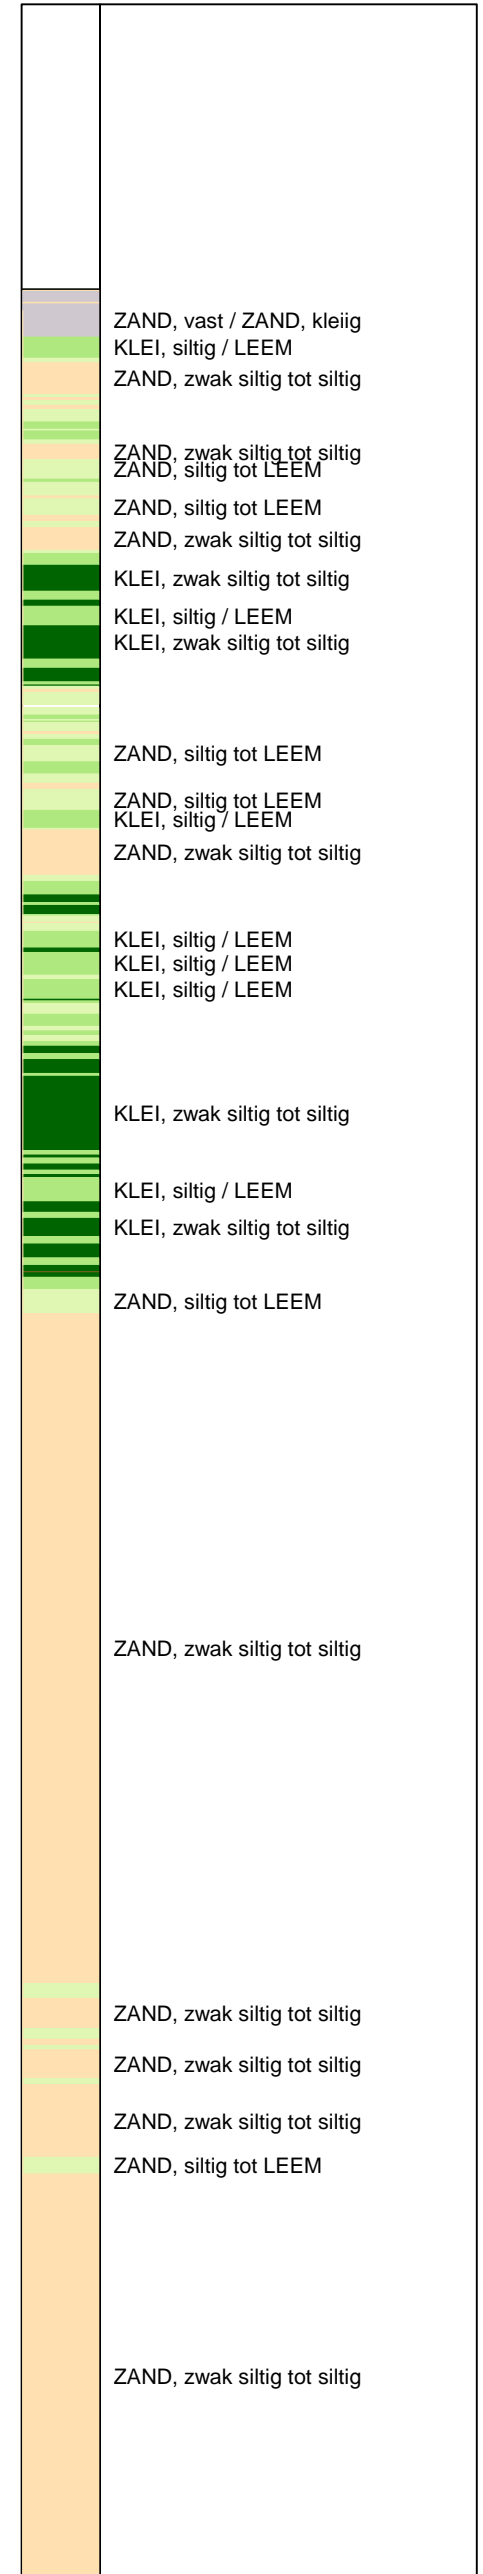 ZAND, vast / ZAND, kleiig
KLEI, siltig / LEEM
ZAND, zwak siltig tot siltig
ZAND, zwak siltig tot siltig
ZAND, siltig tot LEEM
ZAND, siltig tot LEEM
ZAND, zwak siltig tot siltig
KLEI, zwak siltig tot siltig
KLEI, siltig / LEEM
KLEI, zwak siltig tot siltig
ZAND, siltig tot LEEM
ZAND, siltig tot LEEM
KLEI, siltig / LEEM
ZAND, zwak siltig tot siltig
KLEI, siltig / LEEM
KLEI, siltig / LEEM
KLEI, siltig / LEEM
KLEI, zwak siltig tot siltig
KLEI, siltig / LEEM
KLEI, zwak siltig tot siltig
ZAND, siltig tot LEEM
ZAND, zwak siltig tot siltig
ZAND, zwak siltig tot siltig
ZAND, zwak siltig tot siltig
ZAND, zwak siltig tot siltig
ZAND, siltig tot LEEM
ZAND, zwak siltig tot siltig